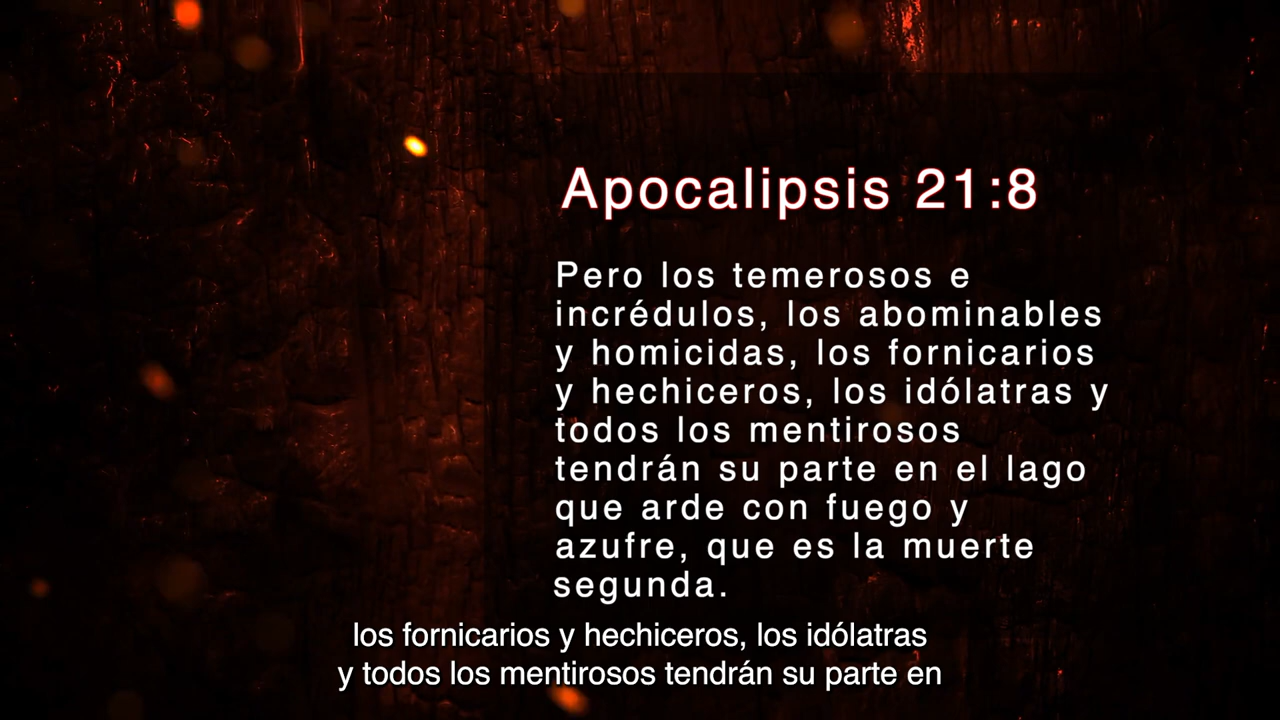 Apocalipsis 21:8
Pero los temerosos e
incrédulos, los abominables
y homicidas, los fornicarios
y hechiceros, los idólatras y
todos los mentirosos
tendrán su parte en el lago
que arde con fuego y
azufre, que es la muerte
segunda.
los fornicarios y hechiceros, los idólatras
y todos los mentirosos tendrán su parte en